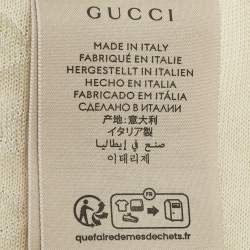 GUCCI
MADE IN ITALY
FABRIQUÉ EN ITALIE
HERGESTELLT IN ITALIEN
HECHO EN ITALIA
FABRICADO EM ITÁLIA
СДЕЛАНО В ИТАЛИИ
产地：意大利
イタリア製
صنع في إيطاليا
이태리제
FR
quefairedemesdechets.fr